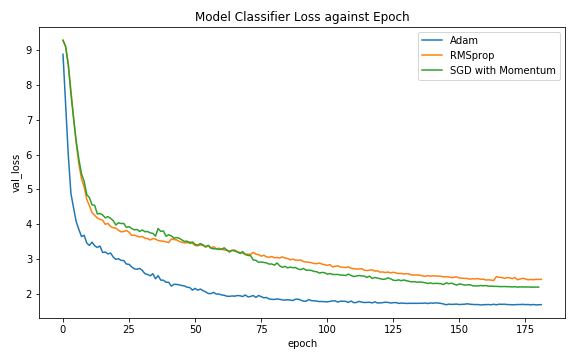 Model Classifier Loss against Epoch
Adam
RMSprop
SGD with Momentum
val_loss
9
8
7
6
5
4
3
2
0
25
50
75
100
125
150
175
epoch